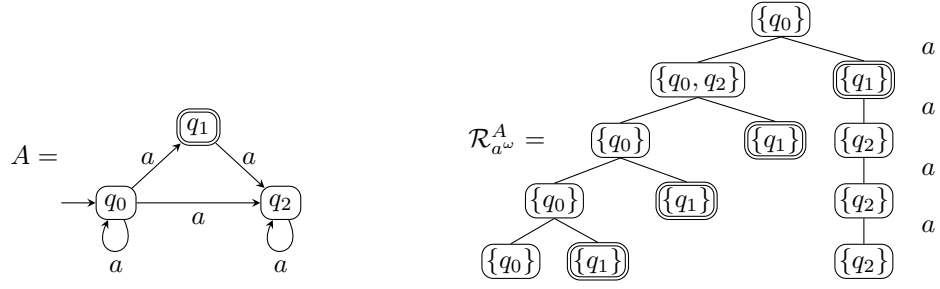 {q₀}
a
{q₀, q₂} {q₁}
a
q₁
A = a a
R^A_{a^ω} = {q₀} {q₁} {q₂}
a
q₀ a q₂
{q₀} {q₁} {q₂}
a
a a
{q₀} {q₁} {q₂}